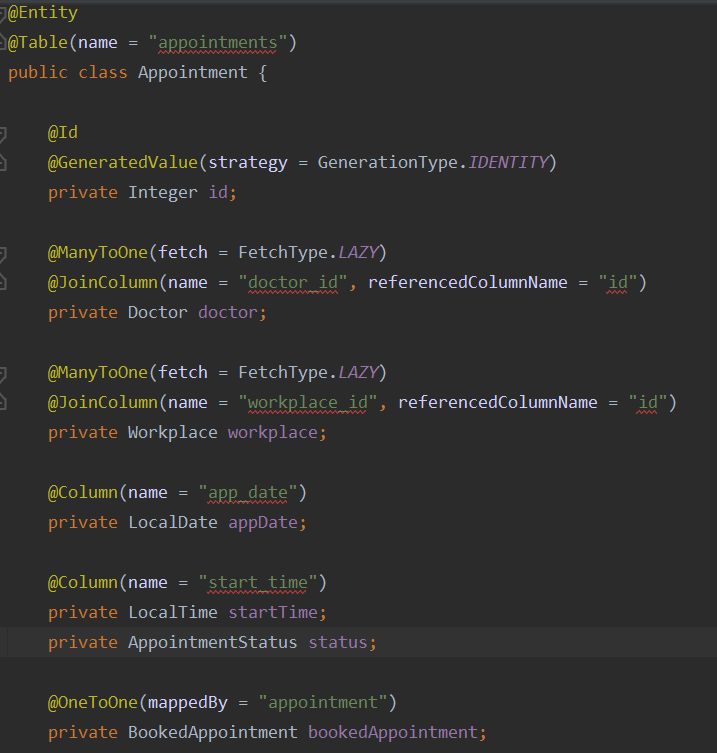 @Entity
@Table(name = "appointments")
public class Appointment {
@Id
@GeneratedValue(strategy = GenerationType.IDENTITY)
private Integer id;
@ManyToOne(fetch = FetchType.LAZY)
@JoinColumn(name = "doctor_id", referencedColumnName = "id")
private Doctor doctor;
@ManyToOne(fetch = FetchType.LAZY)
@JoinColumn(name = "workplace_id", referencedColumnName = "id")
private Workplace workplace;
@Column(name = "app_date")
private LocalDate appDate;
@Column(name = "start_time")
private LocalTime startTime;
private AppointmentStatus status;
@OneToOne(mappedBy = "appointment")
private BookedAppointment bookedAppointment;